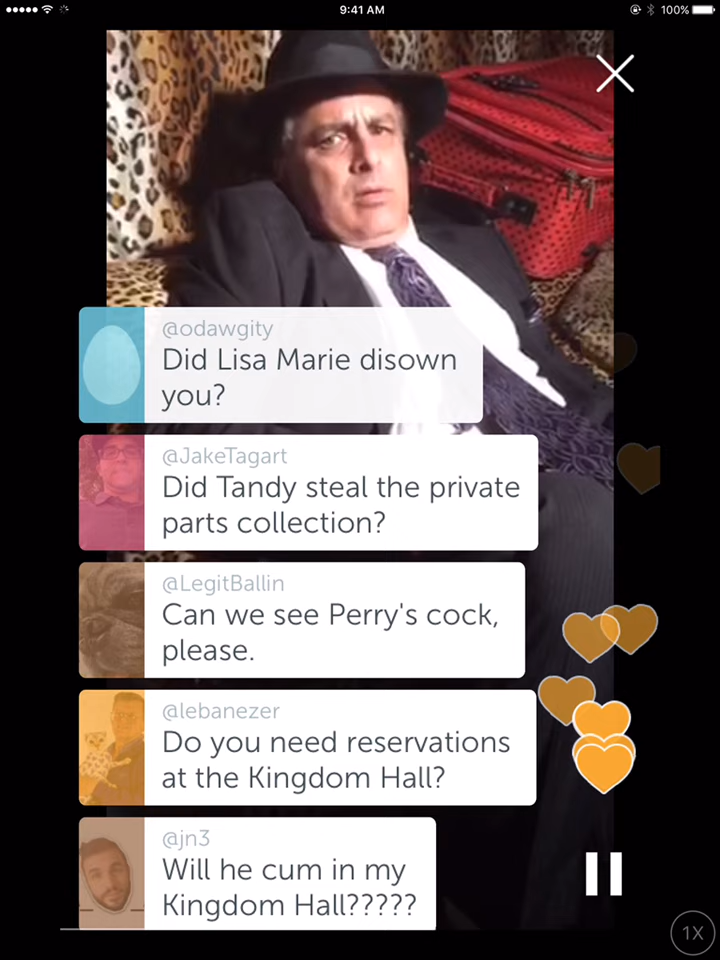 9:41 AM
100%
@odawgity
Did Lisa Marie disown
you?
@JakeTagart
Did Tandy steal the private
parts collection?
@LegitBallin
Can we see Perry's cock,
please.
@lebanezer
Do you need reservations
at the Kingdom Hall?
@jn3
Will he cum in my
Kingdom Hall?????
1X